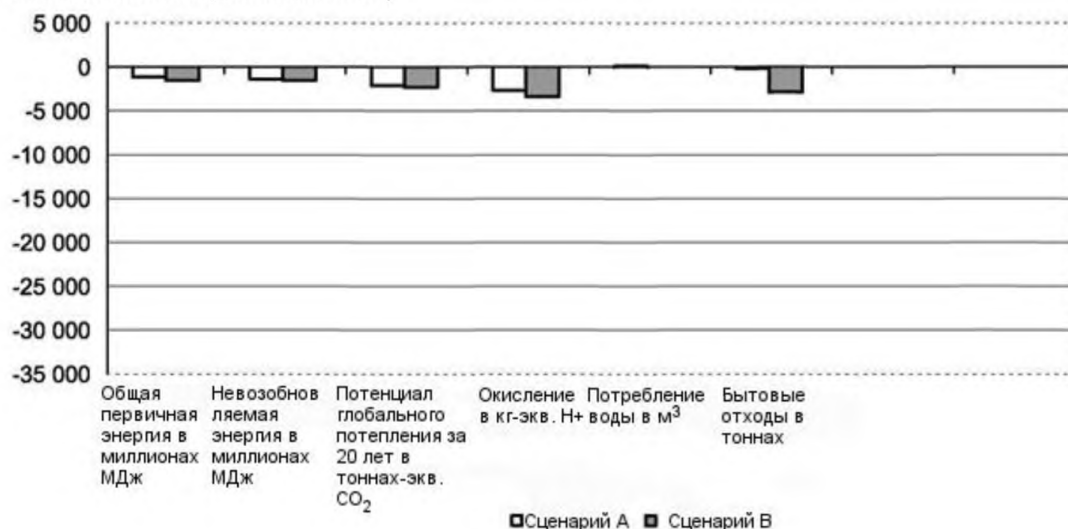 5 000
0
-5 000
-10 000
-15 000
-20 000
-25 000
-30 000
-35 000
Общая
первичная
энергия в
миллионах
МДж
Невозобнов
ляемая
энергия в
миллионах
МДж
Потенциал
глобального
потепления за
20 лет в
тоннах-экв.
CO₂
Окисление
в кг-экв. H+
Потребление
воды в м³
Бытовые
отходы в
тоннах
Сценарий А Сценарий В